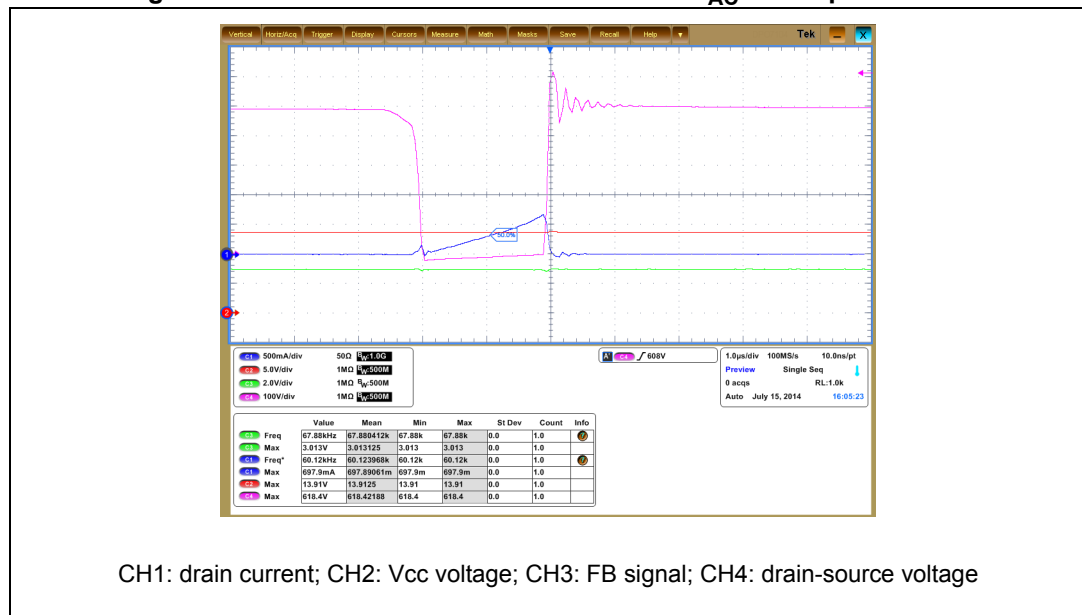 Vertical Horiz/Acq Trigger Display Cursors Measure Math Masks Save Recall Help Tek X
50.0%
1
2
C1 500mA/div 50Ω BW:1.0G
C2 5.0V/div 1MΩ BW:500M
C3 2.0V/div 1MΩ BW:500M
C4 100V/div 1MΩ BW:500M
A' C4 608V
1.0μs/div 100MS/s 10.0ns/pt
Preview Single Seq
0 acqs RL:1.0k
Auto July 15, 2014 16:05:23
Value Mean Min Max St Dev Count Info
C3 Freq 67.88kHz 67.880412k 67.88k 67.88k 0.0 1.0
C3 Max 3.013V 3.013125 3.013 3.013 0.0 1.0
C1 Freq* 60.12kHz 60.123968k 60.12k 60.12k 0.0 1.0
C1 Max 697.9mA 697.89061m 697.9m 697.9m 0.0 1.0
C2 Max 13.91V 13.9125 13.91 13.91 0.0 1.0
C4 Max 618.4V 618.42188 618.4 618.4 0.0 1.0
CH1: drain current; CH2: Vcc voltage; CH3: FB signal; CH4: drain-source voltage